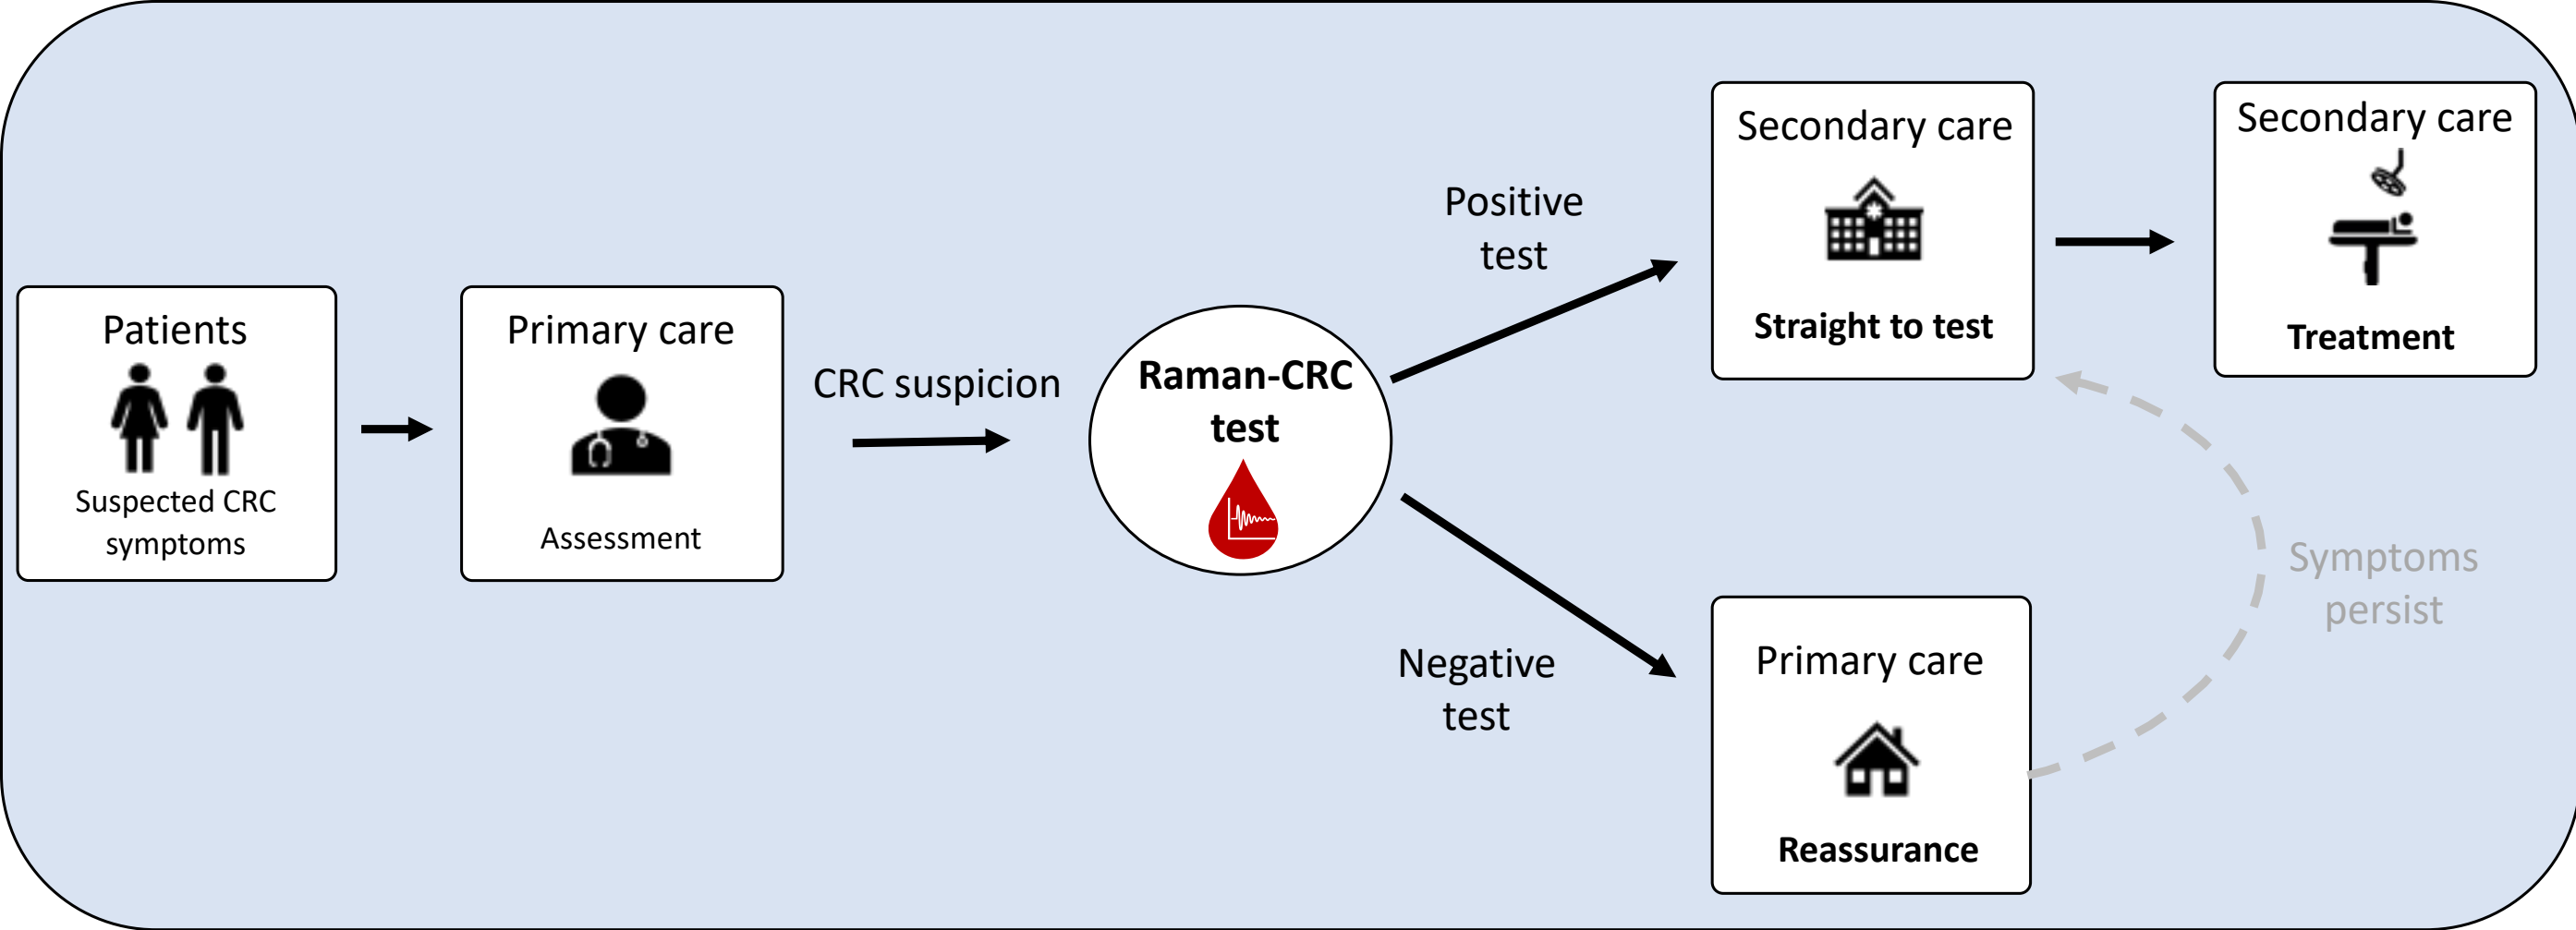 Patients
Suspected CRC
symptoms
Primary care
Assessment
CRC suspicion
Raman-CRC
test
Positive
test
Secondary care
Straight to test
Secondary care
Treatment
Negative
test
Primary care
Reassurance
Symptoms
persist